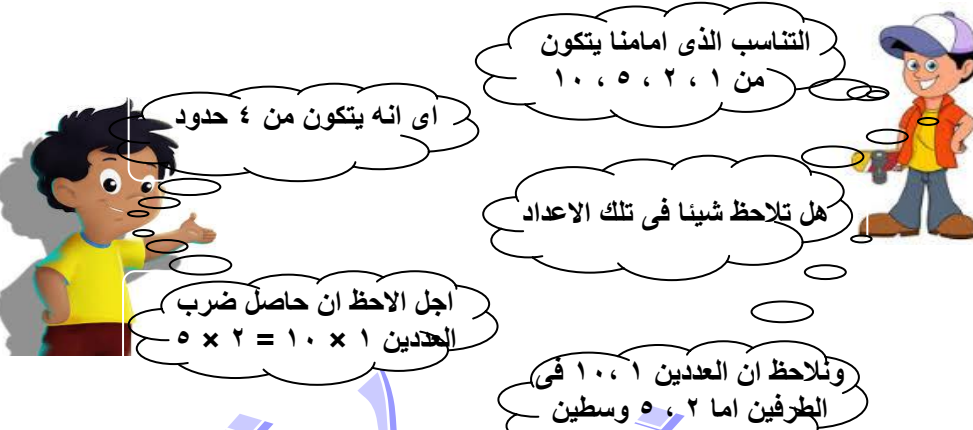 التناسب الذى امامنا يتكون
من ١ ، ٢ ، ٥ ، ١٠
اى انه يتكون من ٤ حدود
هل تلاحظ شيئا فى تلك الاعداد
اجل الاحظ ان حاصل ضرب
العددين ١ × ١٠ = ٢ × ٥
ونلاحظ ان العددين ١ ،١٠ فى
الطرفين اما ٢ ، ٥ وسطين